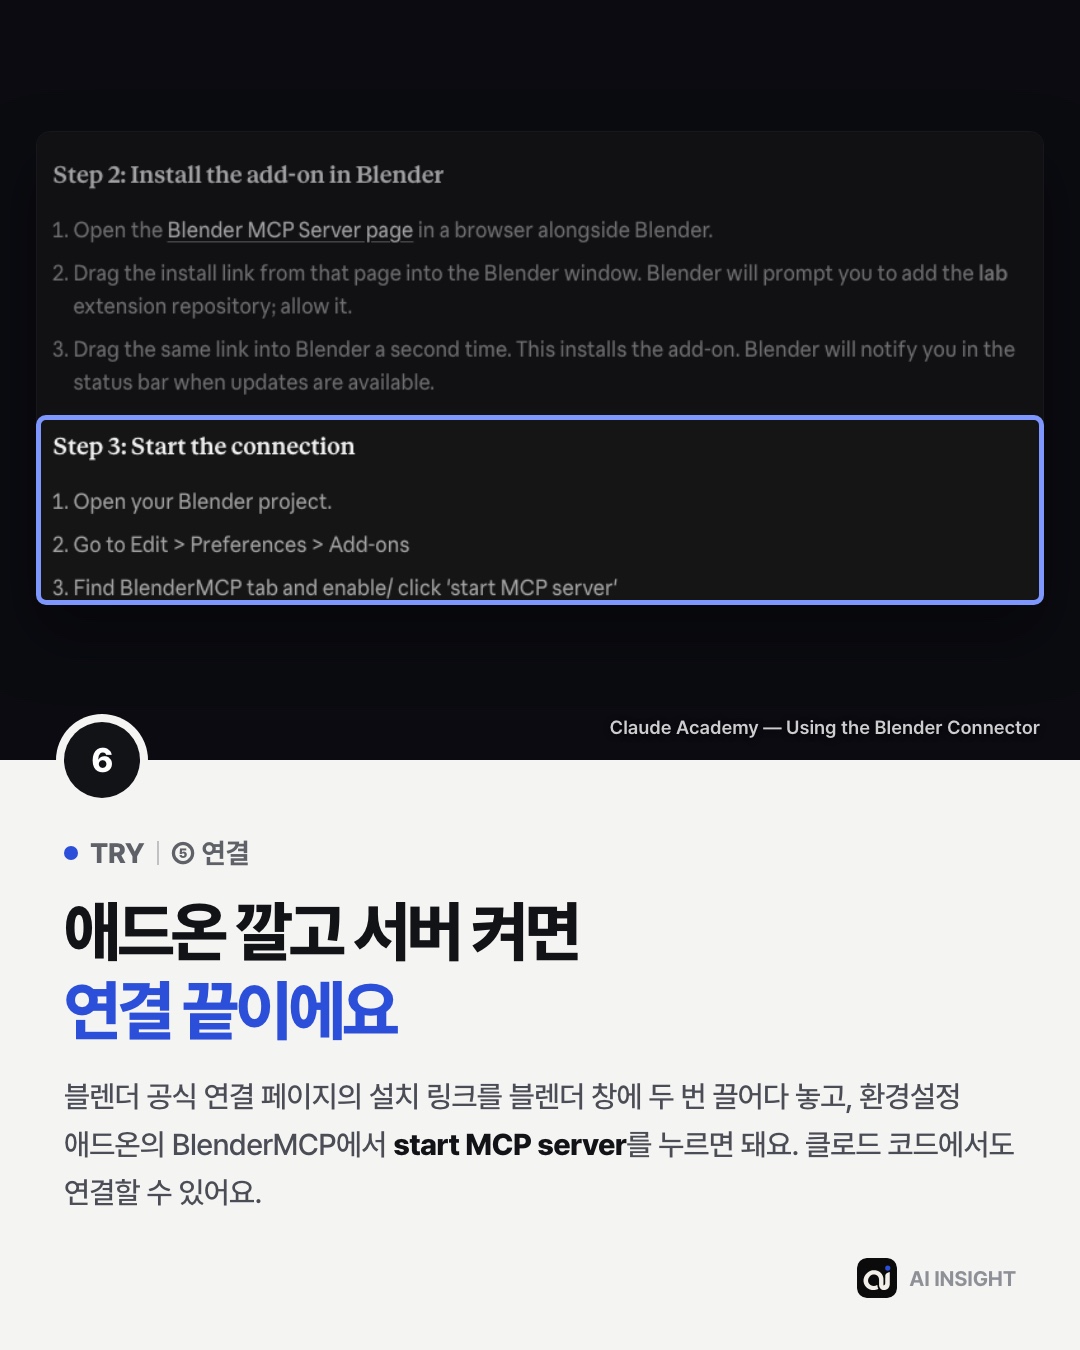 Step 2: Install the add-on in Blender
1. Open the Blender MCP Server page in a browser alongside Blender.
2. Drag the install link from that page into the Blender window. Blender will prompt you to add the lab
extension repository; allow it.
3. Drag the same link into Blender a second time. This installs the add-on. Blender will notify you in the
status bar when updates are available.
Step 3: Start the connection
1. Open your Blender project.
2. Go to Edit > Preferences > Add-ons
3. Find BlenderMCP tab and enable/ click 'start MCP server'
Claude Academy — Using the Blender Connector
6
TRY | ⑤ 연결
애드온 깔고 서버 켜면
연결 끝이에요
블렌더 공식 연결 페이지의 설치 링크를 블렌더 창에 두 번 끌어다 놓고, 환경설정
애드온의 BlenderMCP에서 start MCP server를 누르면 돼요. 클로드 코드에서도
연결할 수 있어요.
ai AI INSIGHT